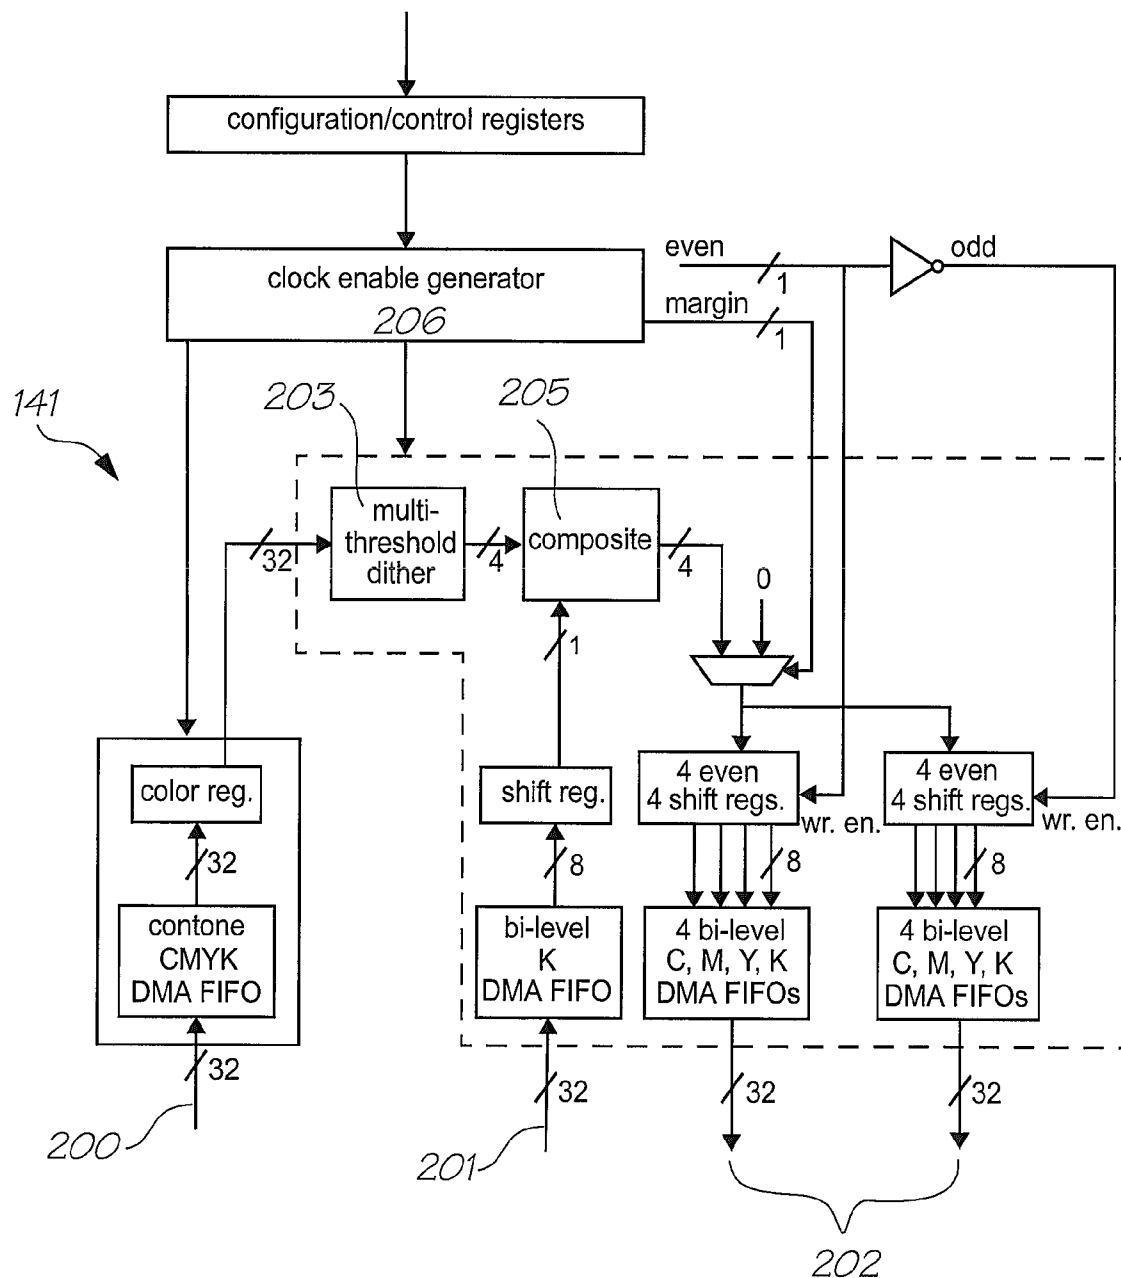 configuration/control registers
clock enable generator
206
even
1
odd
margin
1
141
203
205
multi-
threshold
dither
32
4
composite
4
0
1
color reg.
shift reg.
4 even
4 shift regs.
wr. en.
4 even
4 shift regs.
wr. en.
32
8
8
8
contone
CMYK
DMA FIFO
bi-level
K
DMA FIFO
4 bi-level
C, M, Y, K
DMA FIFOs
4 bi-level
C, M, Y, K
DMA FIFOs
32
32
32
32
200
201
202